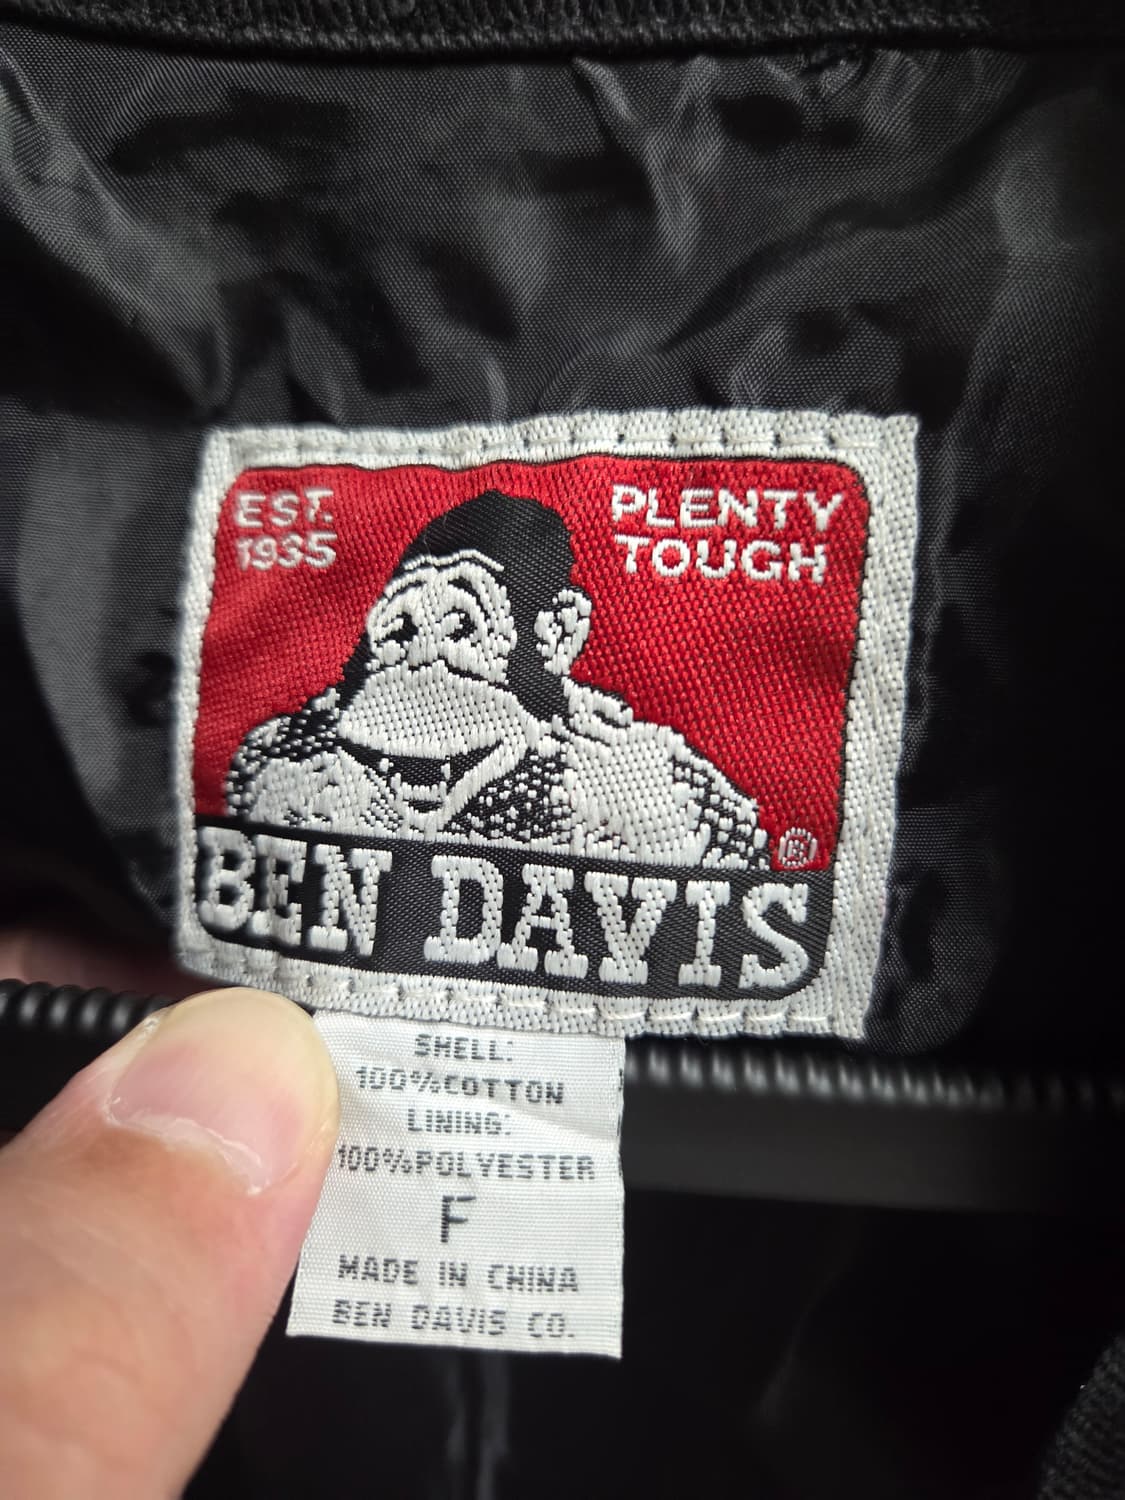 EST.
1935
PLENTY
TOUGH
®
BEN DAVIS
SHELL:
100%COTTON
LINING:
100%POLYESTER
F
MADE IN CHINA
BEN DAVIS CO.